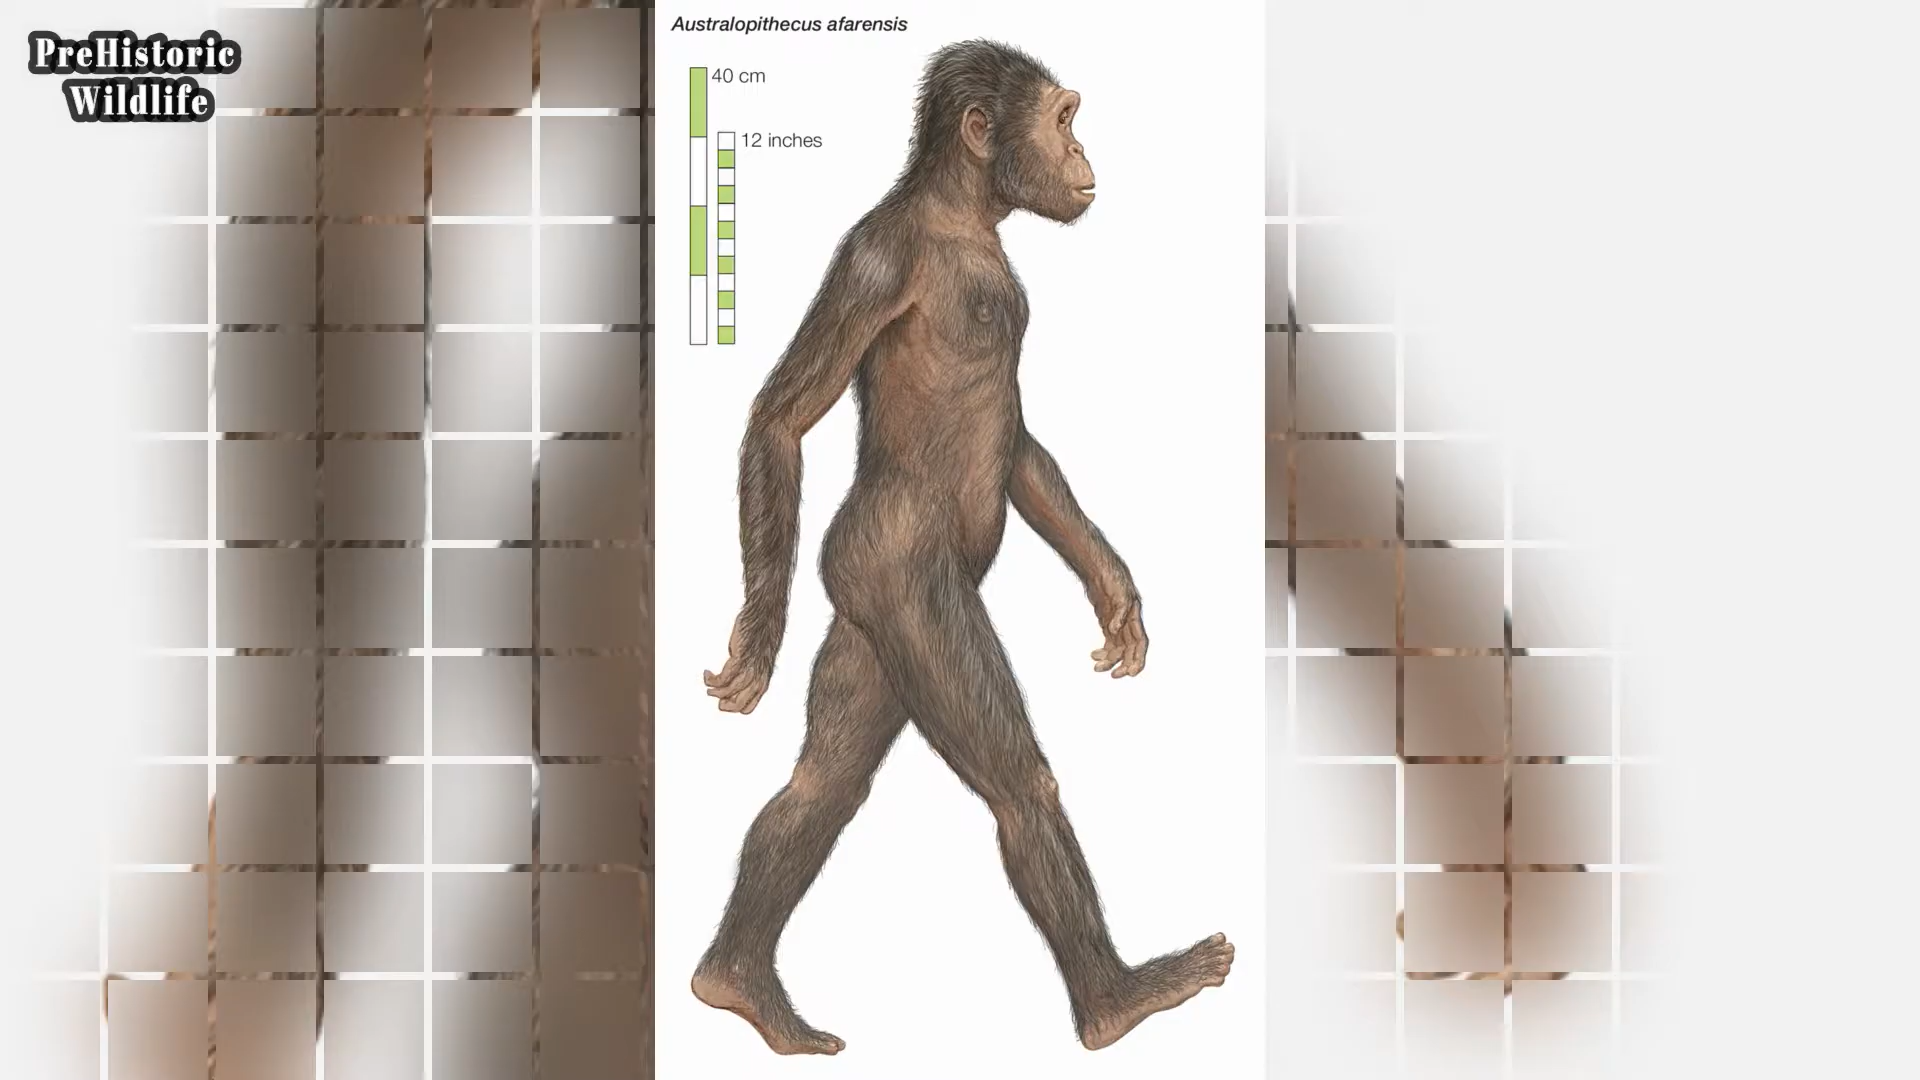 PreHistoric
Wildlife
Australopithecus afarensis
40 cm
12 inches